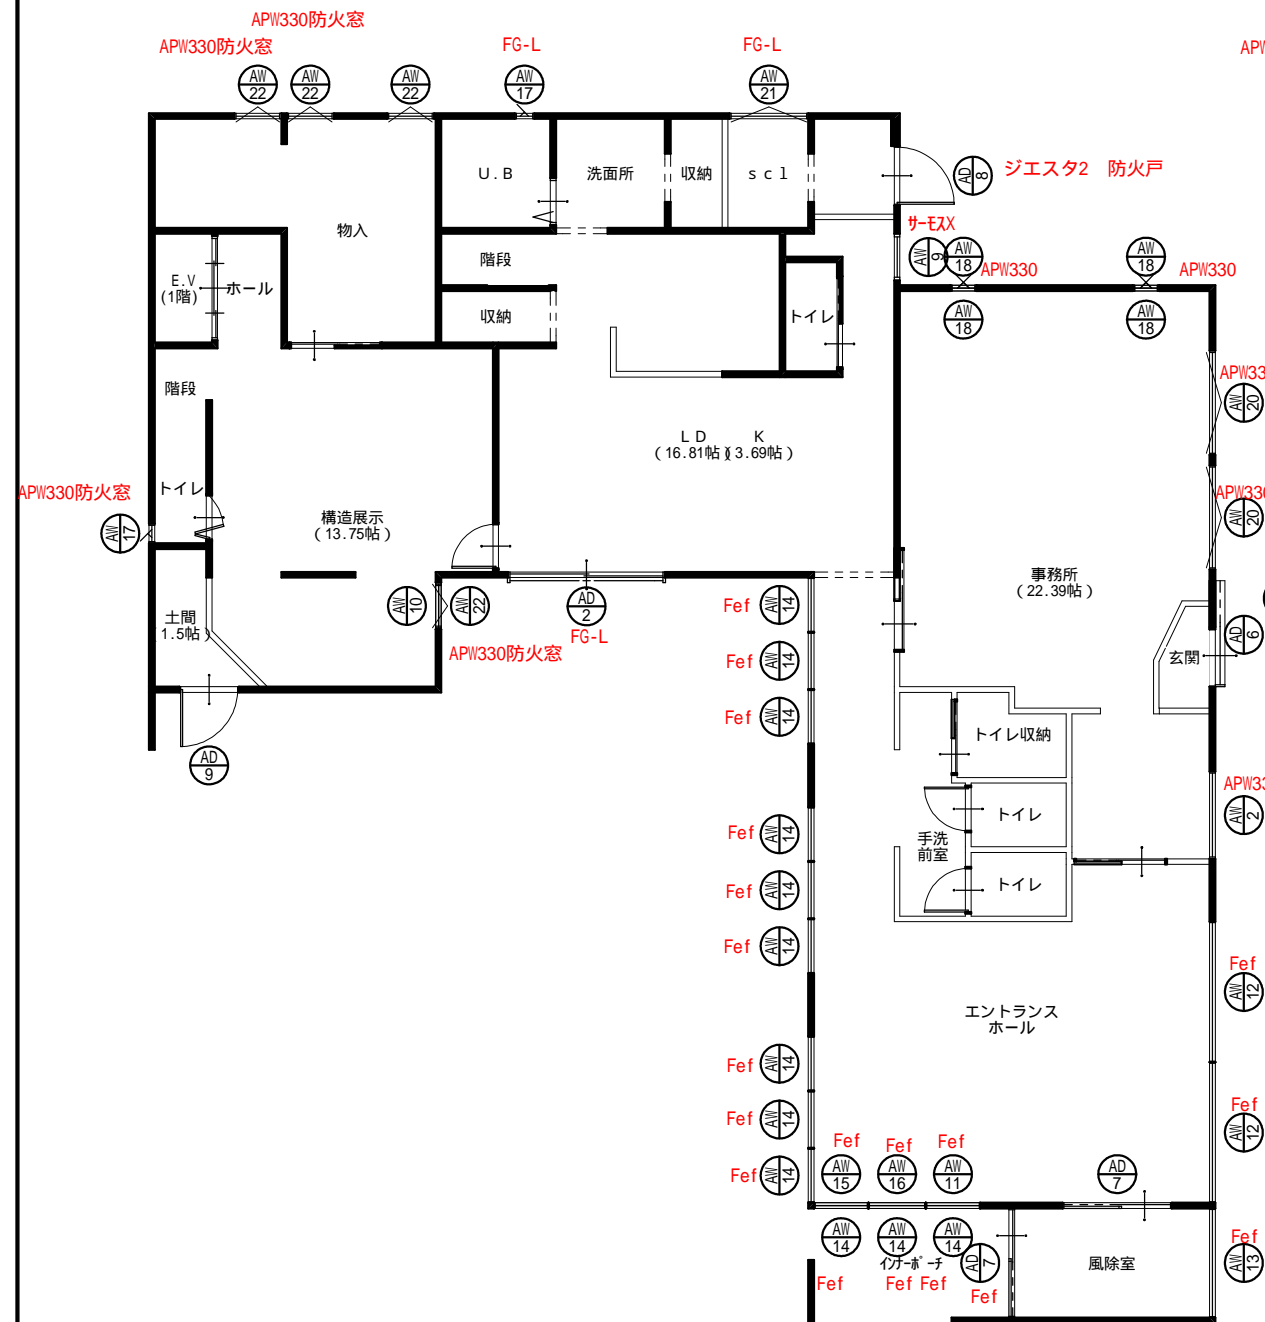 APW330防火窓
APW330防火窓
FG-L
FG-L
AW
22
AW
22
AW
22
AW
17
AW
21
U.B
洗面所
収納
scl
AD
8
ジエスタ2 防火戸
物入
サーモスX
AW
9
AW
18
APW330
AW
18
APW330
階段
E.V
(1階)
ホール
収納
トイレ
AW
18
AW
18
階段
AW
20
LD K
(16.81帖)(3.69帖)
APW330防火窓
トイレ
AW
17
構造展示
(13.75帖)
AW
20
事務所
(22.39帖)
土間
1.5帖)
AW
10
AW
22
AD
2
FG-L
APW330防火窓
Fef
AW
14
Fef
AW
14
Fef
AW
14
AD
6
玄関
トイレ収納
AD
9
トイレ
AW
2
手洗
前室
トイレ
Fef
AW
14
Fef
AW
14
Fef
AW
14
Fef
AW
12
エントランス
ホール
Fef
AW
14
Fef
AW
14
Fef
AW
14
Fef
AW
12
Fef
Fef
Fef
AW
15
AW
16
AW
11
AD
7
AW
14
AW
14
AW
14
インナーポーチ
AD
7
風除室
Fef
AW
13
Fef
Fef Fef
Fef